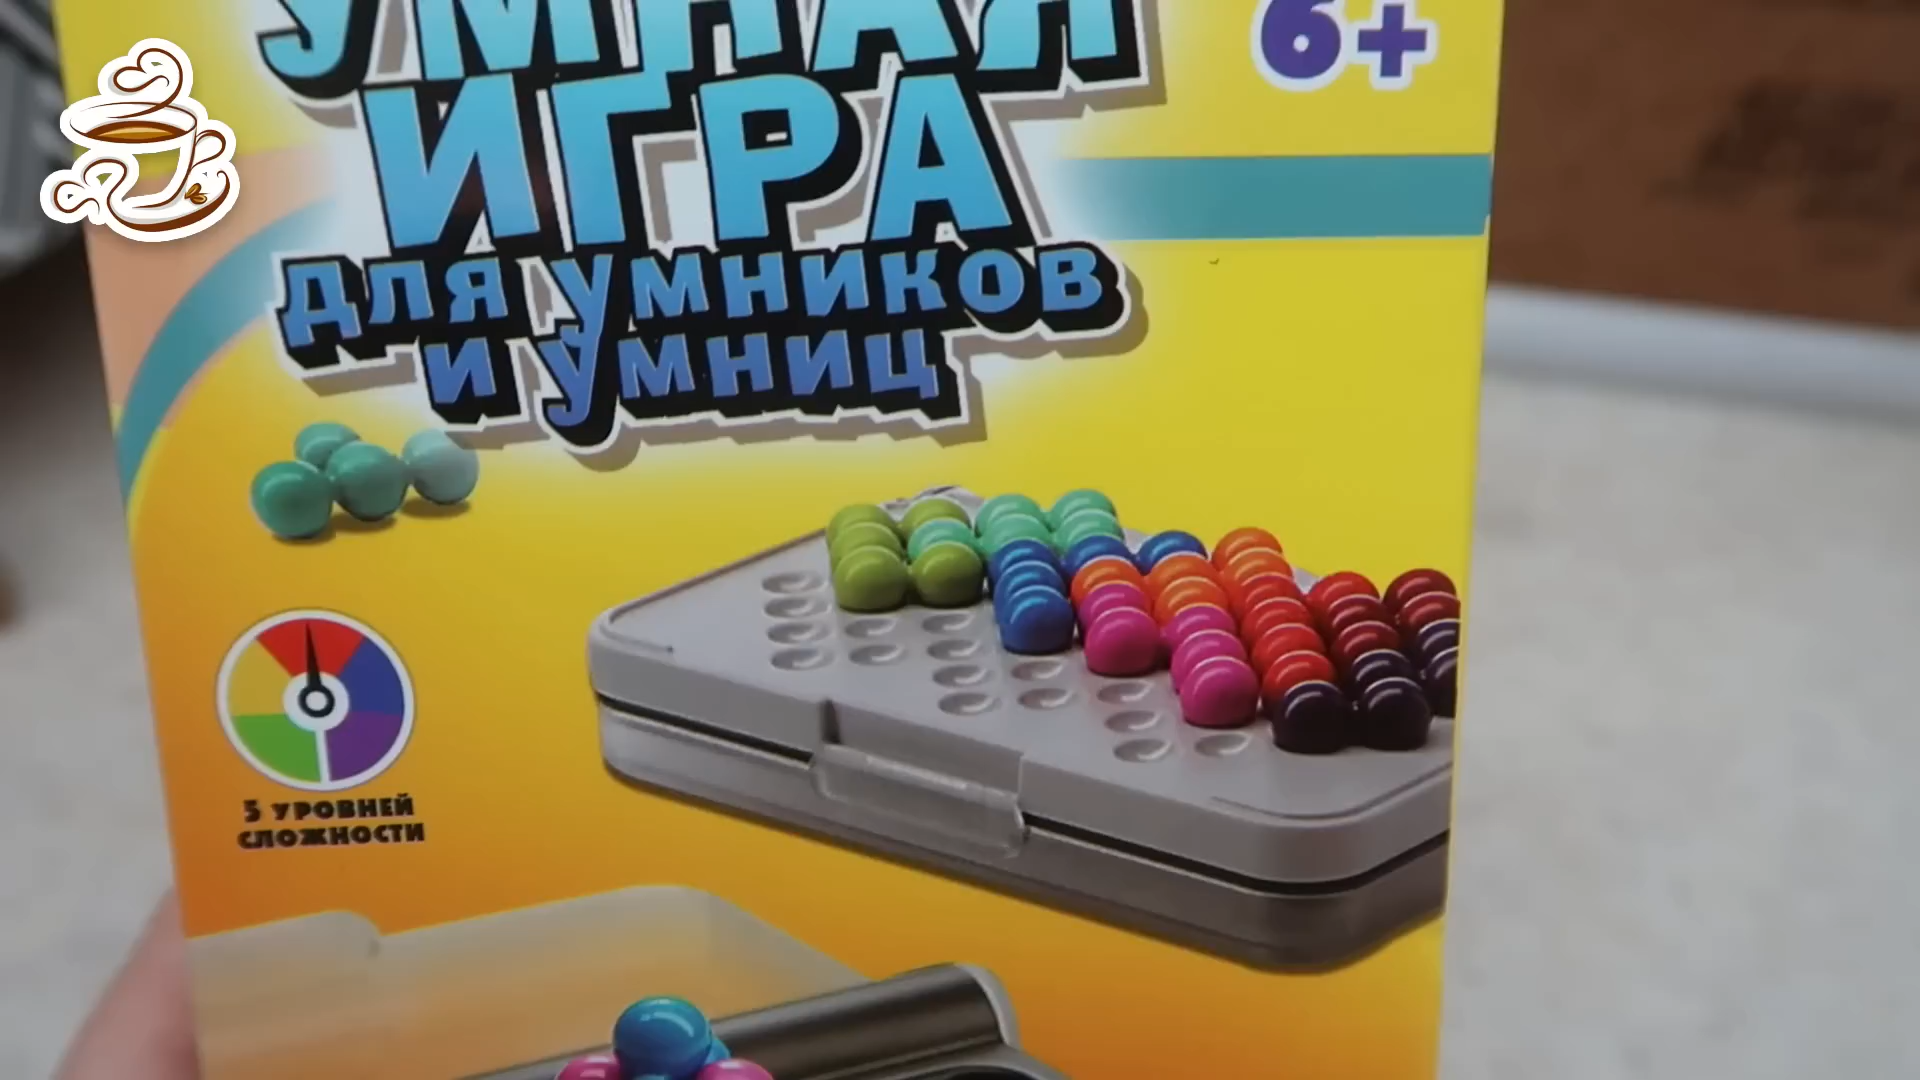 УМНАЯ
6+
ИГРА
ДЛЯ УМНИКОВ
И УМНИЦ
5 УРОВНЕЙ
СЛОЖНОСТИ